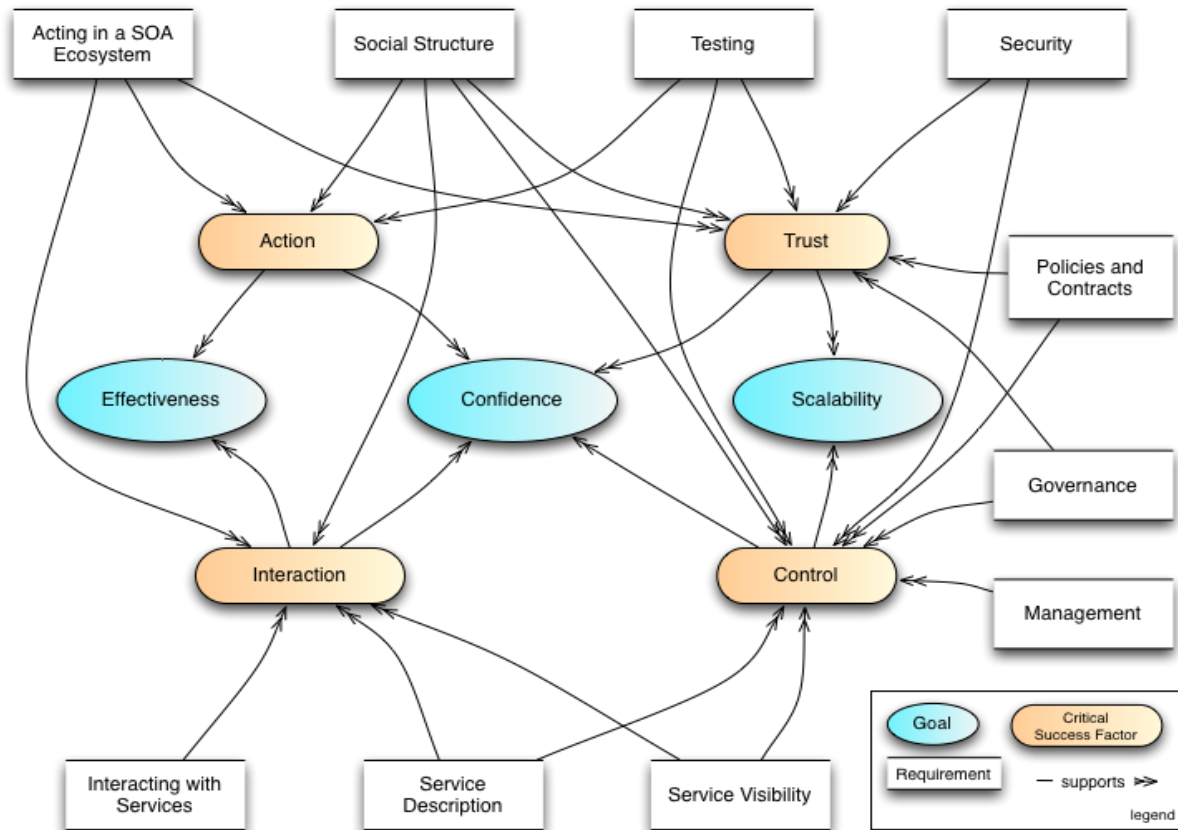 Acting in a SOA
Ecosystem
Social Structure
Testing
Security
Action
Trust
Policies and
Contracts
Effectiveness
Confidence
Scalability
Governance
Interaction
Control
Management
Interacting with
Services
Service
Description
Service Visibility
Goal
Critical
Success Factor
Requirement
supports
legend